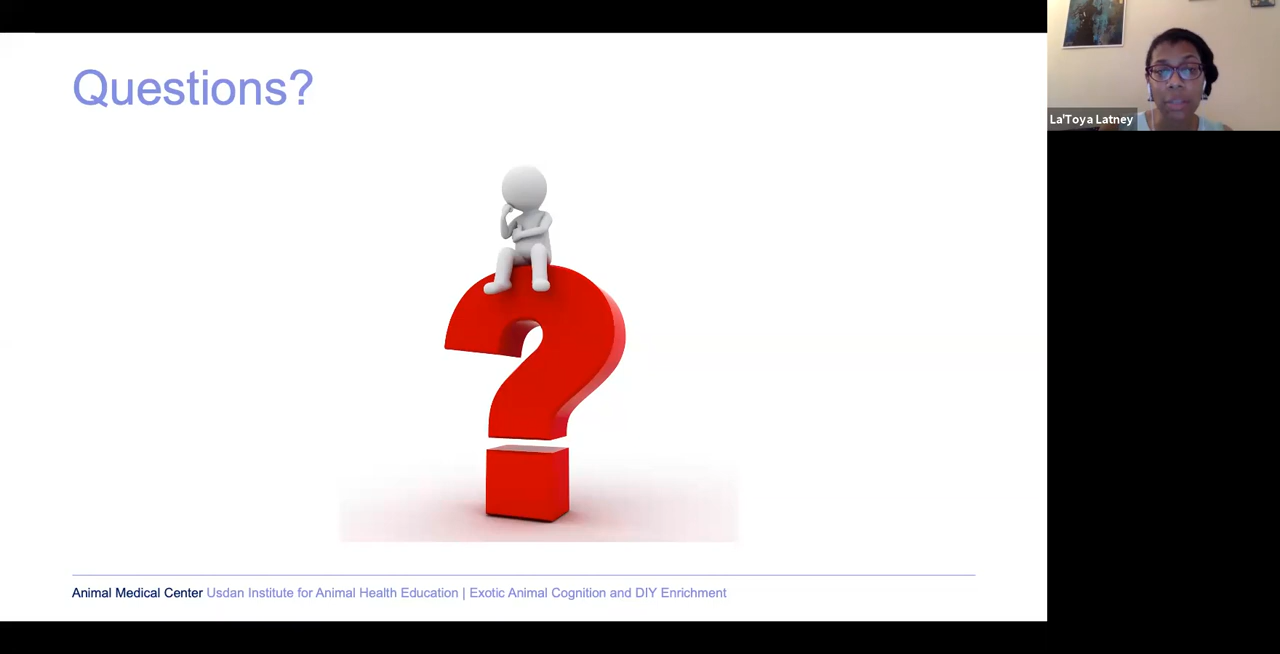 Questions?
La'Toya Latney
Animal Medical Center Usdan Institute for Animal Health Education | Exotic Animal Cognition and DIY Enrichment